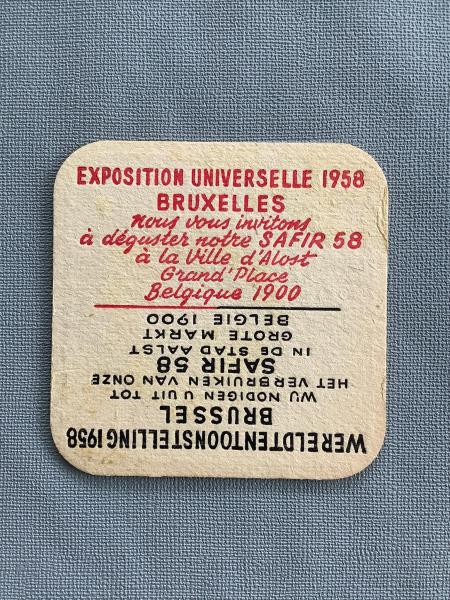 EXPOSITION UNIVERSELLE 1958
BRUXELLES
Nous vous invitons
à déguster notre SAFIR 58
à la Ville d'Alost
Grand'Place
Belgique 1900
WERELDTENTOONSTELLING 1958
BRUSSEL
WIJ NODIGEN U UIT TOT
HET VERBRUIKEN VAN ONZE
SAFIR 58
IN DE STAD AALST
GROTE MARKT
BELGIE 1900